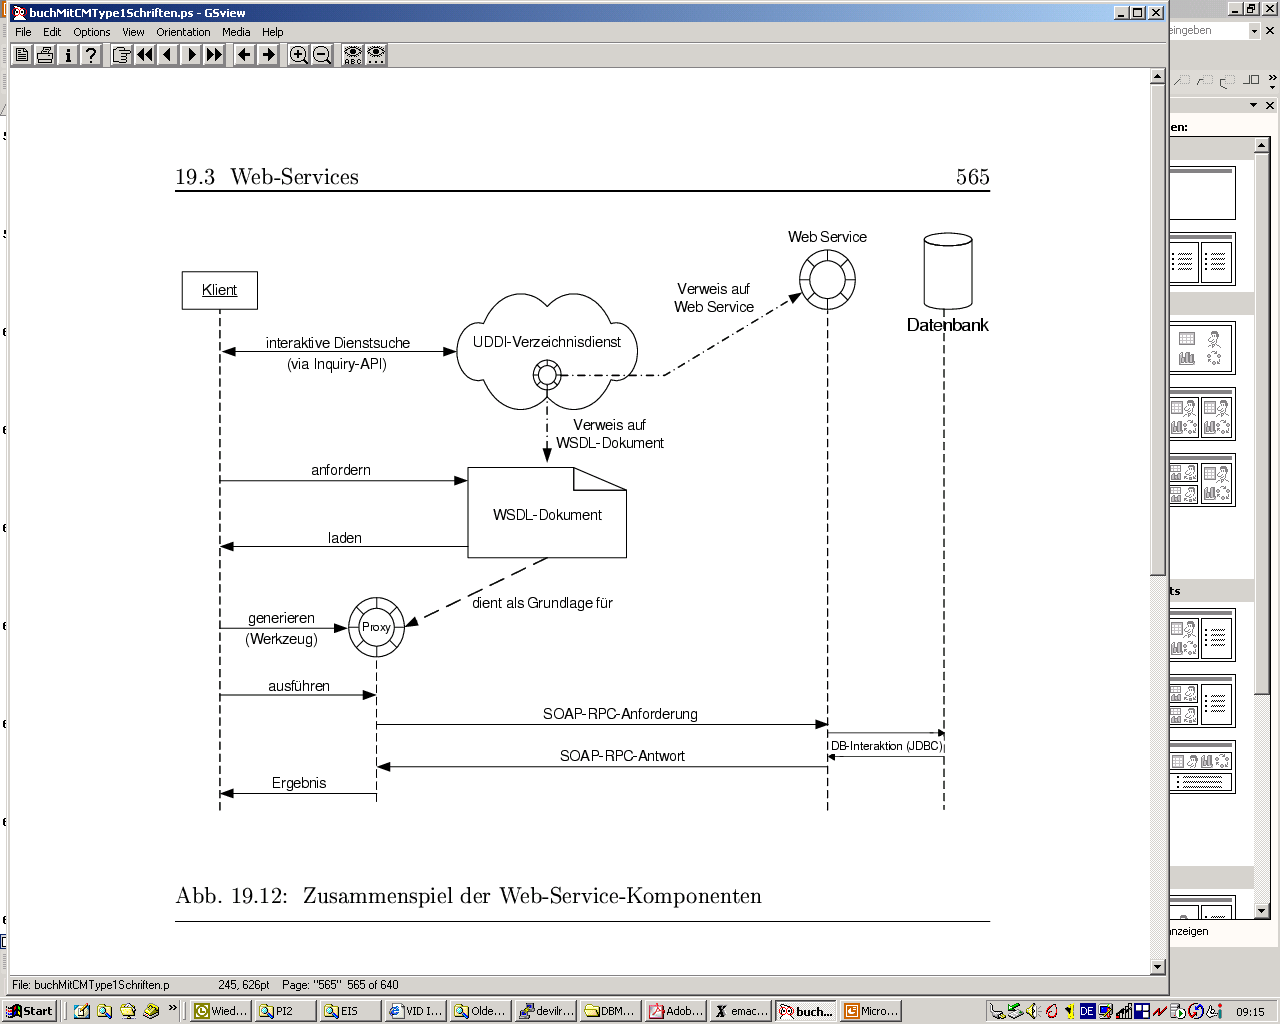 buchMitCMType1Schriften.ps - GSview
File Edit Options View Orientation Media Help
eingeben
en:
19.3 Web-Services 565
Web Service
Klient
Verweis auf
Web Service
Datenbank
interaktive Dienstsuche
(via Inquiry-API)
UDDI-Verzeichnisdienst
Verweis auf
WSDL-Dokument
anfordern
WSDL-Dokument
laden
dient als Grundlage für
generieren
(Werkzeug)
Proxy
ausführen
SOAP-RPC-Anforderung
DB-Interaktion (JDBC)
SOAP-RPC-Antwort
Ergebnis
ts
Abb. 19.12: Zusammenspiel der Web-Service-Komponenten
anzeigen
File: buchMitCMType1Schriften.p 245, 626pt Page: "565" 565 of 640
Start Wied... PI2 EIS VID I... Olde... devilr... DBM... Adob... emac... buch... Micro... DE 09:15